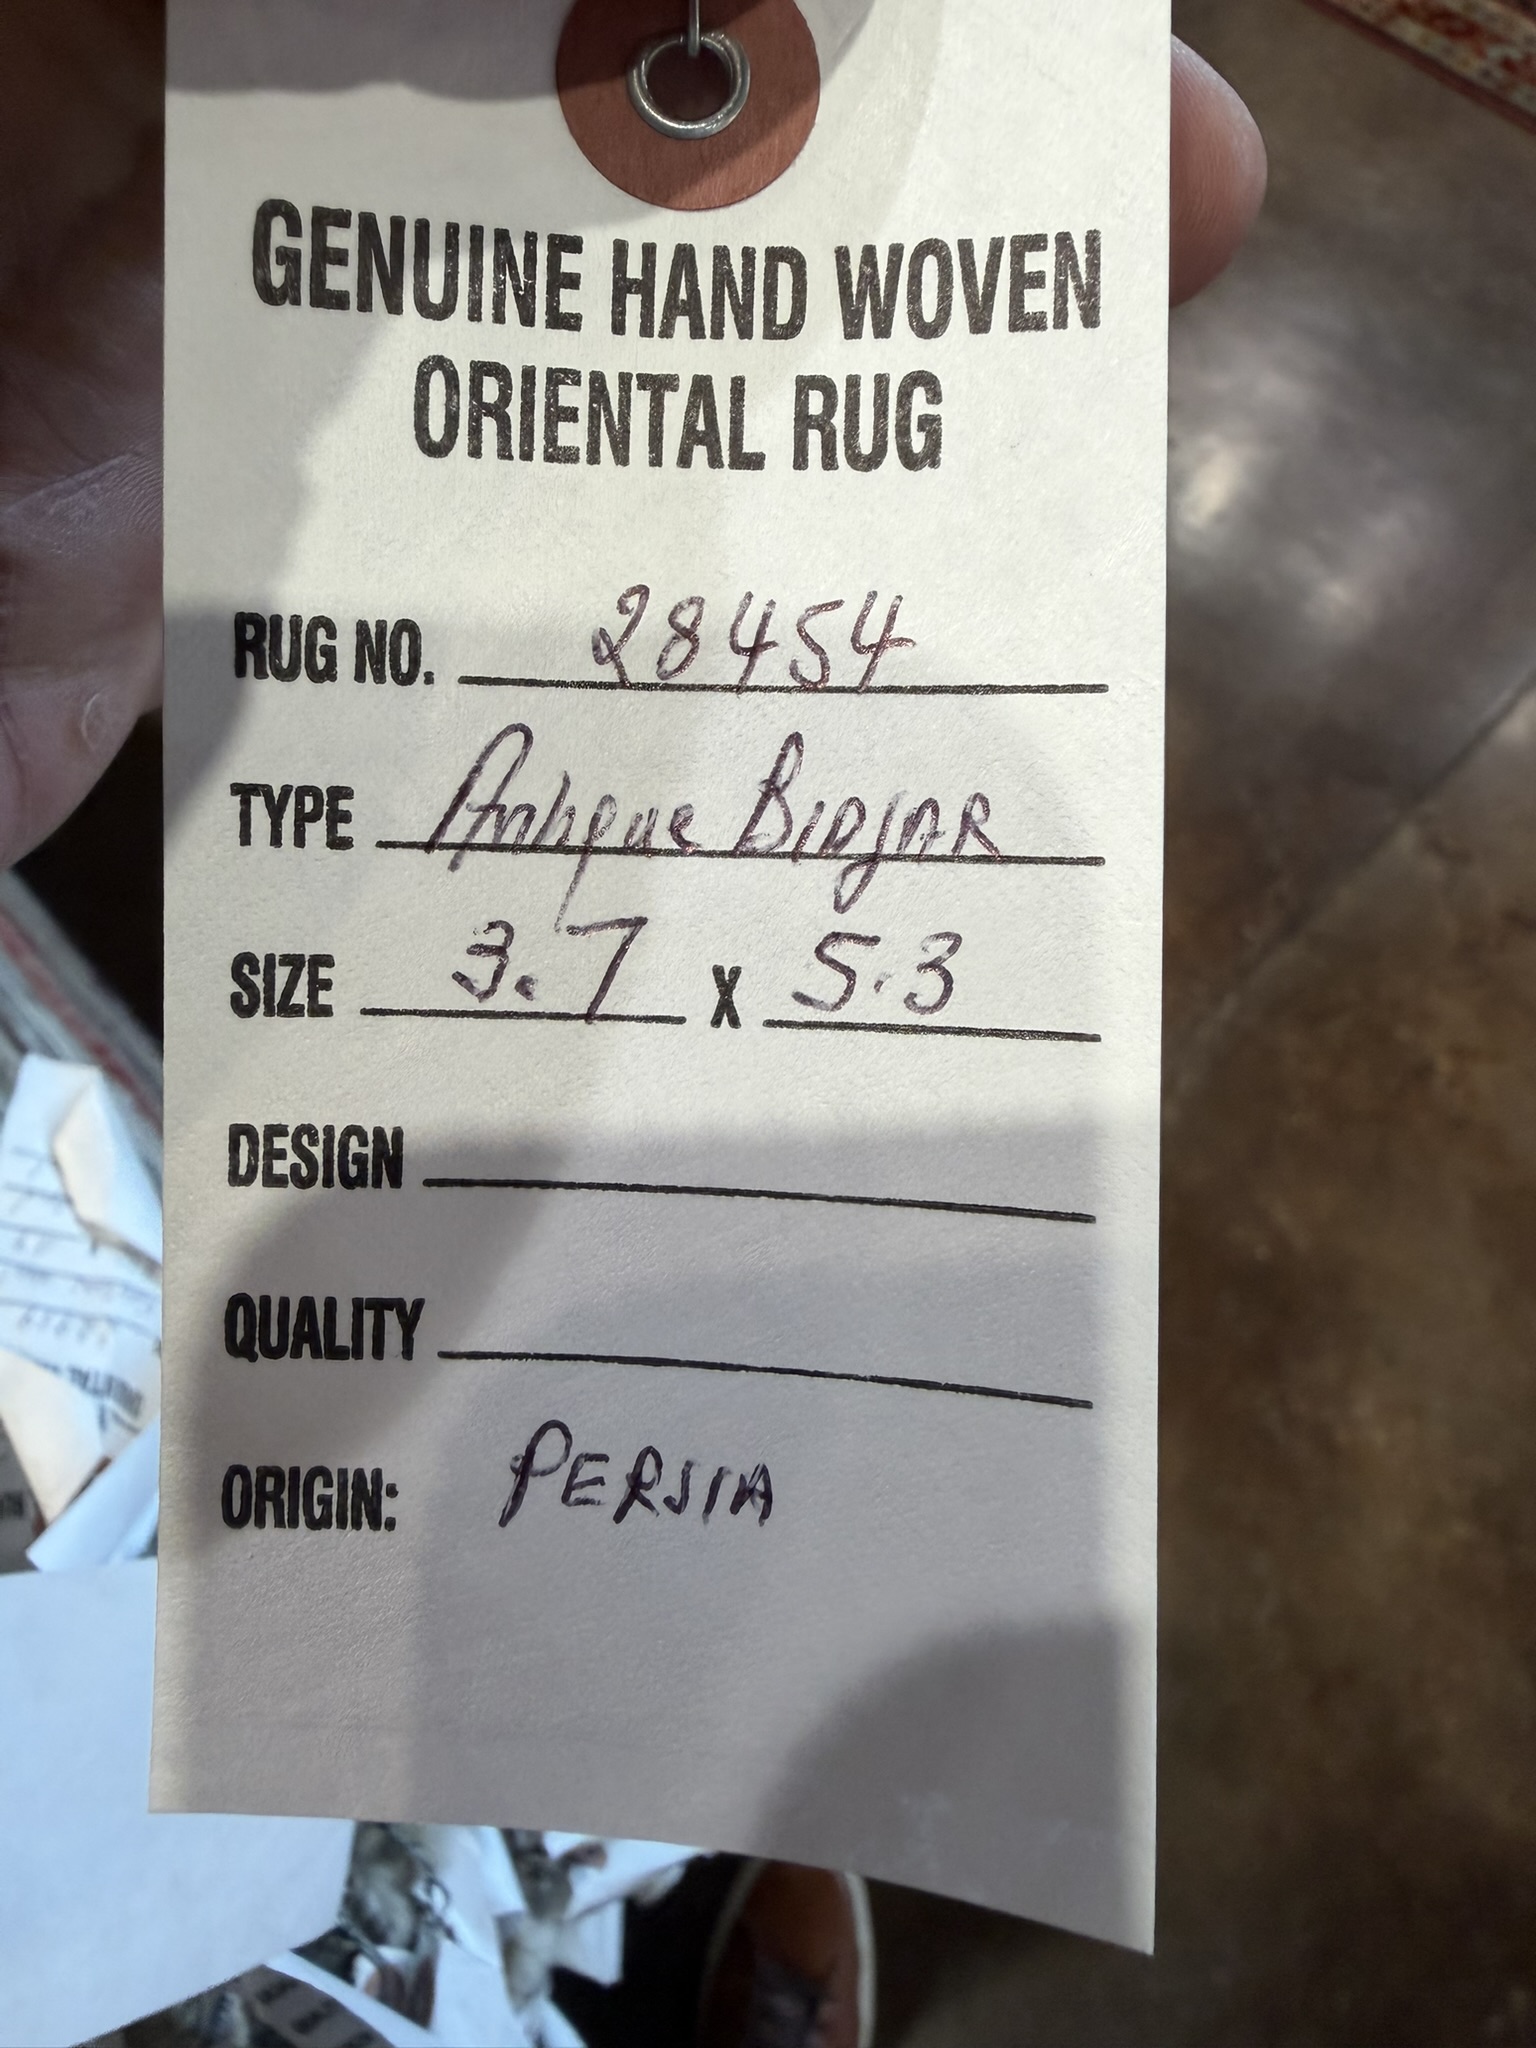 GENUINE HAND WOVEN
ORIENTAL RUG
RUG NO. 28454
TYPE Antique BIDJAR
SIZE 3.7 X 5.3
DESIGN
QUALITY
ORIGIN: PERSIA